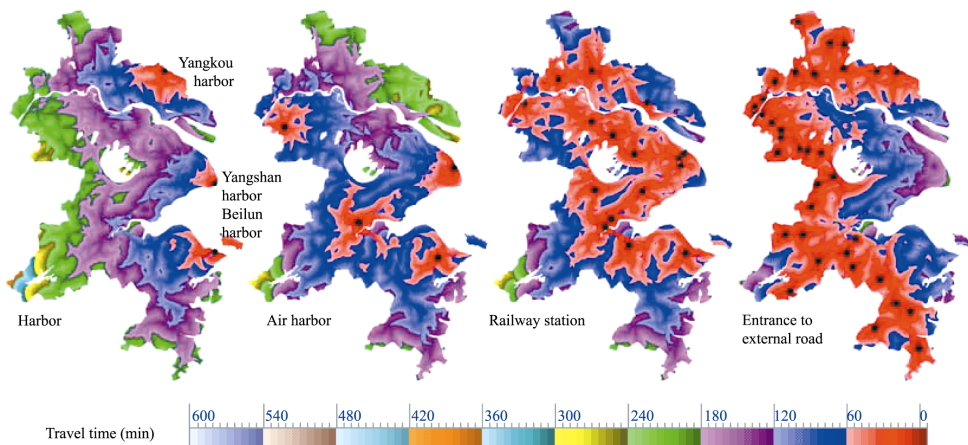 Yangkou
harbor
Yangshan
harbor
Beilun
harbor
Harbor
Air harbor
Railway station
Entrance to
external road
Travel time (min)
600 540 480 420 360 300 240 180 120 60 0